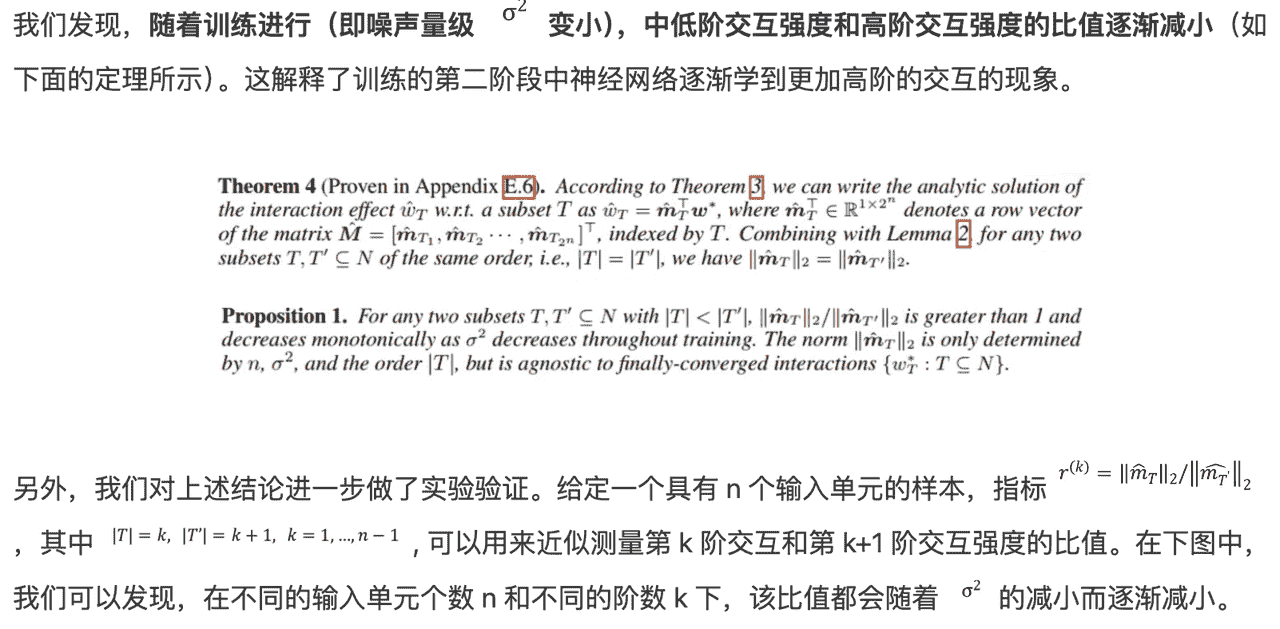 我们发现，随着训练进行（即噪声量级 σ² 变小），中低阶交互强度和高阶交互强度的比值逐渐减小（如
下面的定理所示）。这解释了训练的第二阶段中神经网络逐渐学到更加高阶的交互的现象。
Theorem 4 (Proven in Appendix E.6). According to Theorem 3, we can write the analytic solution of
the interaction effect ŵ_T w.r.t. a subset T as ŵ_T = m̂_T^⊤ w*, where m̂_T^⊤ ∈ ℝ^{1×2^n} denotes a row vector
of the matrix M̂ = [m̂_{T_1}, m̂_{T_2} ⋯ , m̂_{T_{2^n}}]^⊤, indexed by T. Combining with Lemma 2, for any two
subsets T, T′ ⊆ N of the same order, i.e., |T| = |T′|, we have ‖m̂_T‖₂ = ‖m̂_{T′}‖₂.
Proposition 1. For any two subsets T, T′ ⊆ N with |T| < |T′|, ‖m̂_T‖₂/‖m̂_{T′}‖₂ is greater than 1 and
decreases monotonically as σ² decreases throughout training. The norm ‖m̂_T‖₂ is only determined
by n, σ², and the order |T|, but is agnostic to finally-converged interactions {w*_T : T ⊆ N}.
另外，我们对上述结论进一步做了实验验证。给定一个具有 n 个输入单元的样本，指标 r^{(k)} = ‖m̂_T‖₂/‖m̂_{T′}‖₂
，其中 |T| = k, |T′| = k + 1, k = 1, ..., n − 1 , 可以用来近似测量第 k 阶交互和第 k+1 阶交互强度的比值。在下图中，
我们可以发现，在不同的输入单元个数 n 和不同的阶数 k 下，该比值都会随着 σ² 的减小而逐渐减小。